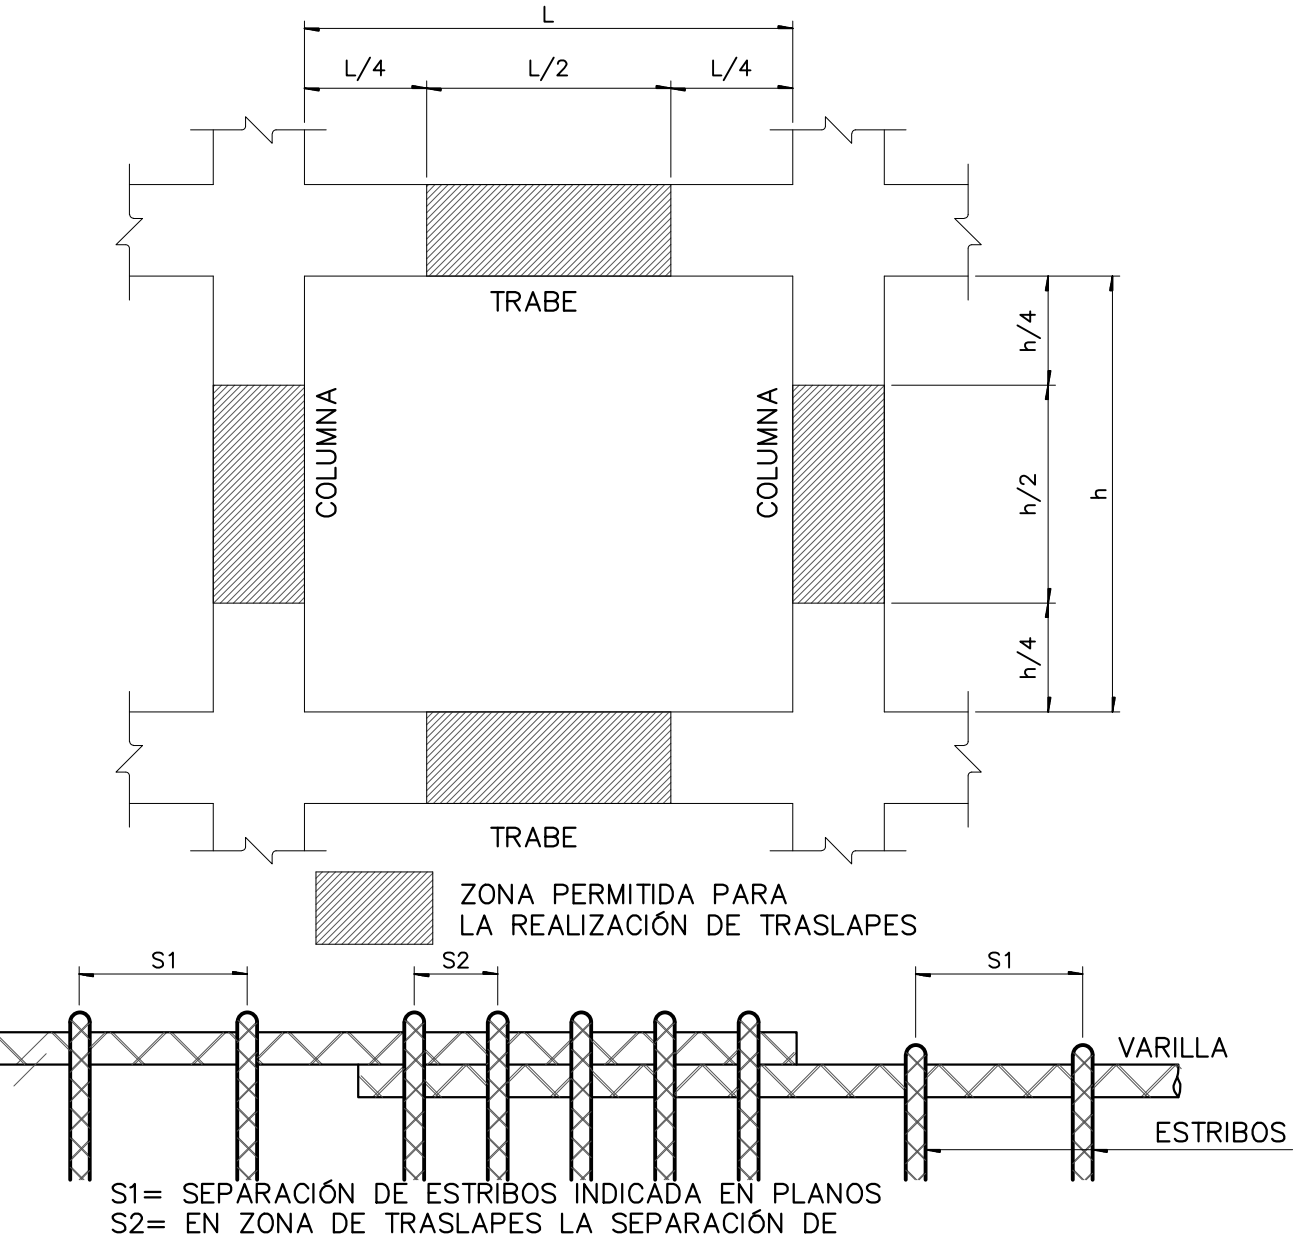 L
L/4
L/2
L/4
TRABE
h/4
COLUMNA
COLUMNA
h/2
h
h/4
TRABE
ZONA PERMITIDA PARA
LA REALIZACIÓN DE TRASLAPES
S1
S2
S1
VARILLA
ESTRIBOS
S1= SEPARACIÓN DE ESTRIBOS INDICADA EN PLANOS
S2= EN ZONA DE TRASLAPES LA SEPARACIÓN DE